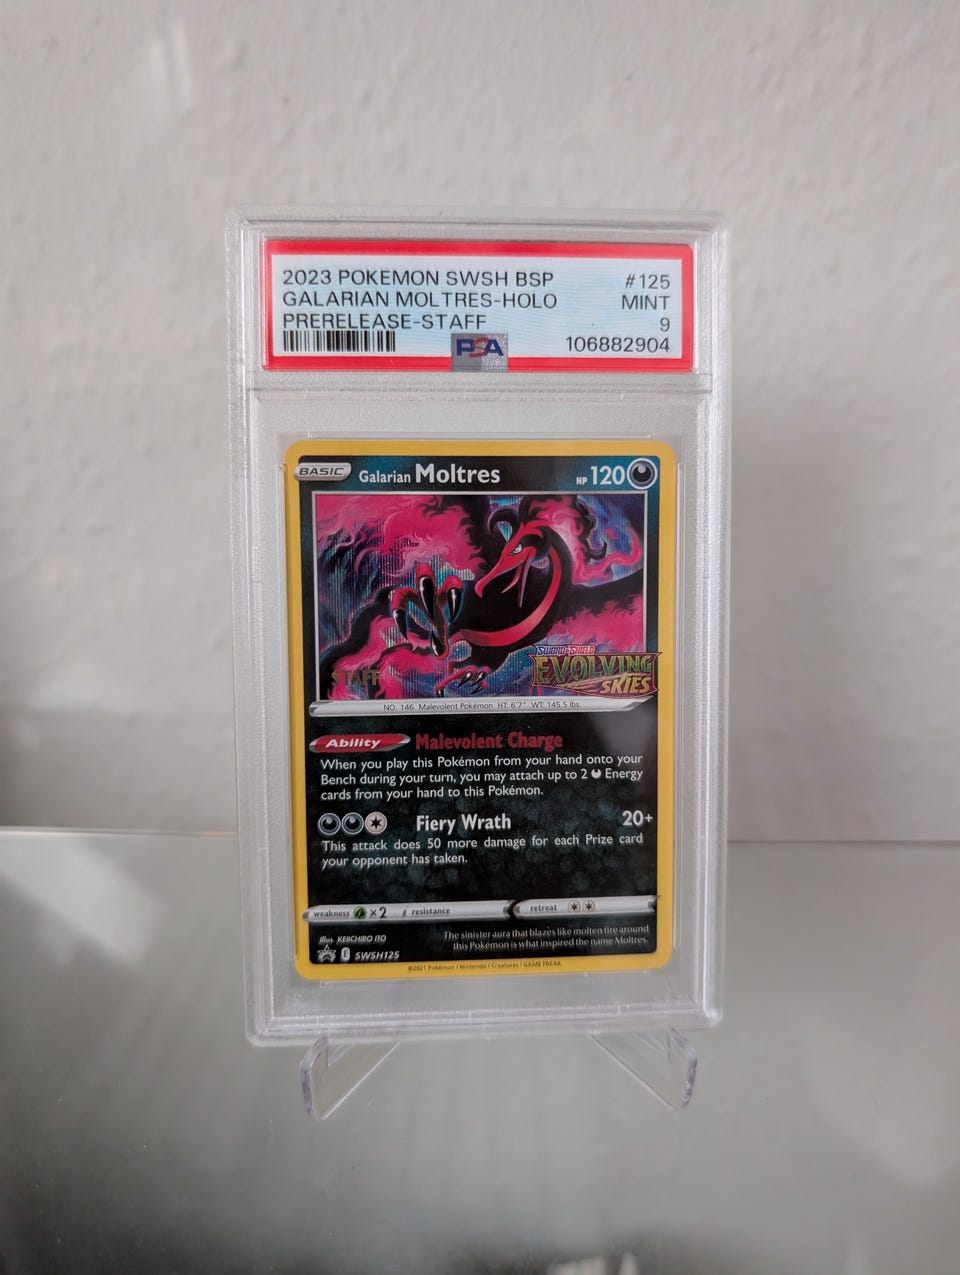 2023 POKEMON SWSH BSP #125
GALARIAN MOLTRES-HOLO MINT
PRERELEASE-STAFF 9
PSA 106882904
BASIC Galarian Moltres HP 120
STAFF
SWORD & SHIELD
EVOLVING
SKIES
NO. 146 Malevolent Pokémon HT: 6'7" WT: 145.5 lbs.
Ability Malevolent Charge
When you play this Pokémon from your hand onto your
Bench during your turn, you may attach up to 2 Energy
cards from your hand to this Pokémon.
Fiery Wrath 20+
This attack does 50 more damage for each Prize card
your opponent has taken.
weakness ×2 resistance retreat
Illus. KEIICHIRO ITO
The sinister aura that blazes like molten fire around
this Pokémon is what inspired the name Moltres.
E SWSH125
©2021 Pokémon / Nintendo / Creatures / GAME FREAK